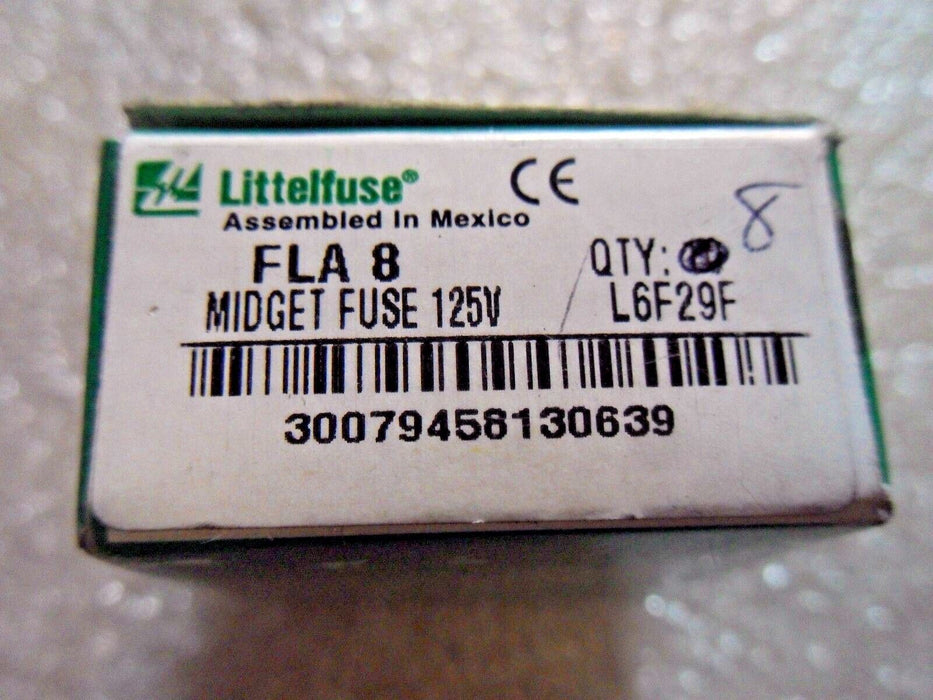 Littelfuse® CE
Assembled In Mexico
FLA 8 QTY: 8
MIDGET FUSE 125V L6F29F
30079458130639